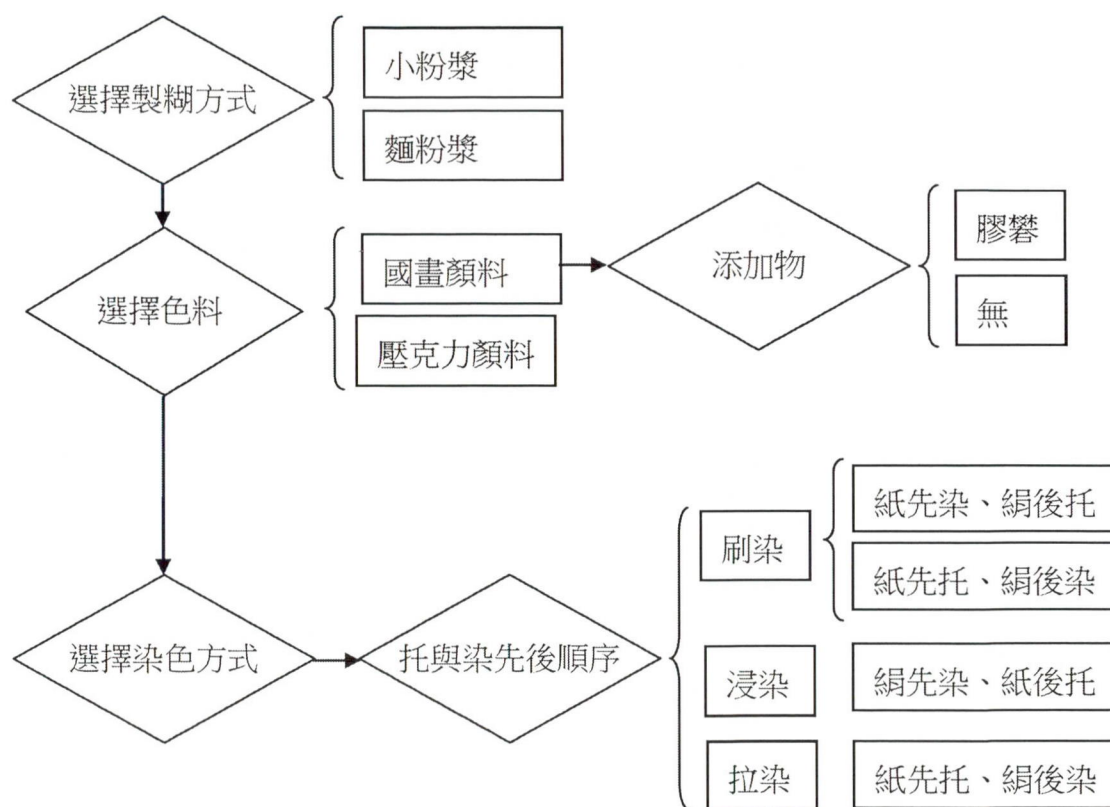 選擇製糊方式
小粉漿
麵粉漿
選擇色料
國畫顏料
壓克力顏料
添加物
膠礬
無
選擇染色方式
托與染先後順序
刷染
紙先染、絹後托
紙先托、絹後染
浸染
絹先染、紙後托
拉染
紙先托、絹後染